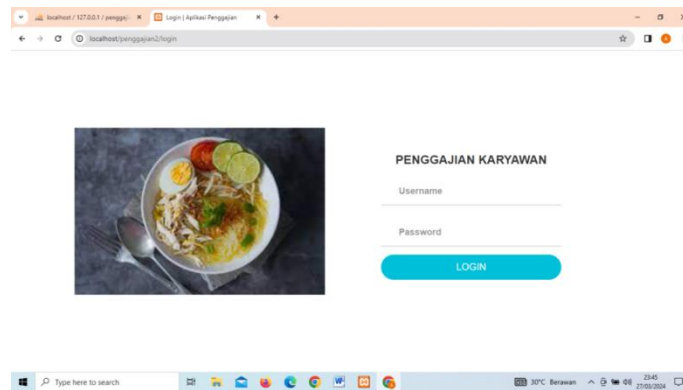 localhost / 127.0.0.1 / penggaji
Login | Aplikasi Penggajian
localhost/penggajian2/login
PENGGAJIAN KARYAWAN
Username
Password
LOGIN
Type here to search
30°C Berawan
23:45
27/03/2024